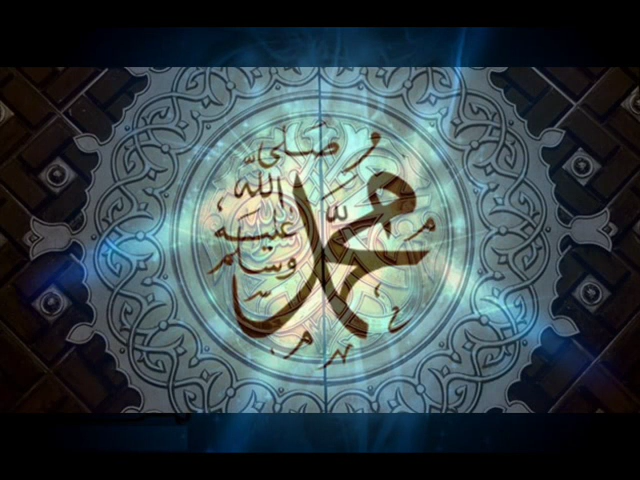 محمد
صلى
الله
عليه
وسلم